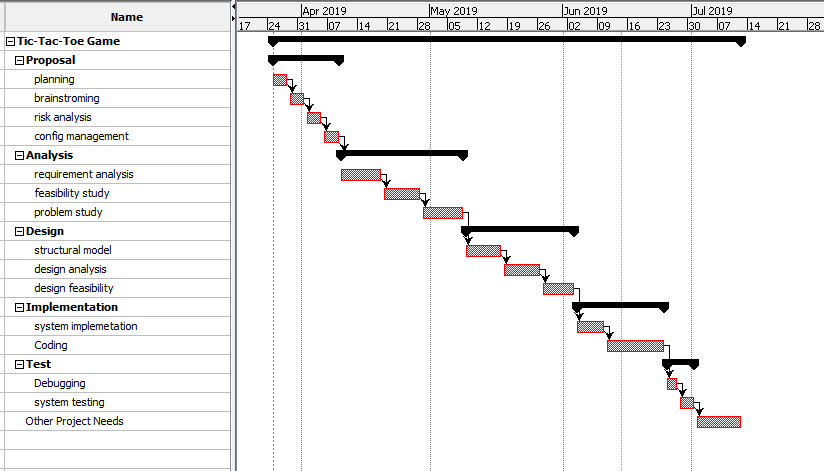 Name
Apr 2019 May 2019 Jun 2019 Jul 2019
17 24 31 07 14 21 28 05 12 19 26 02 09 16 23 30 07 14 21 28
Tic-Tac-Toe Game
Proposal
planning
brainstroming
risk analysis
config management
Analysis
requirement analysis
feasibility study
problem study
Design
structural model
design analysis
design feasibility
Implementation
system implemetation
Coding
Test
Debugging
system testing
Other Project Needs